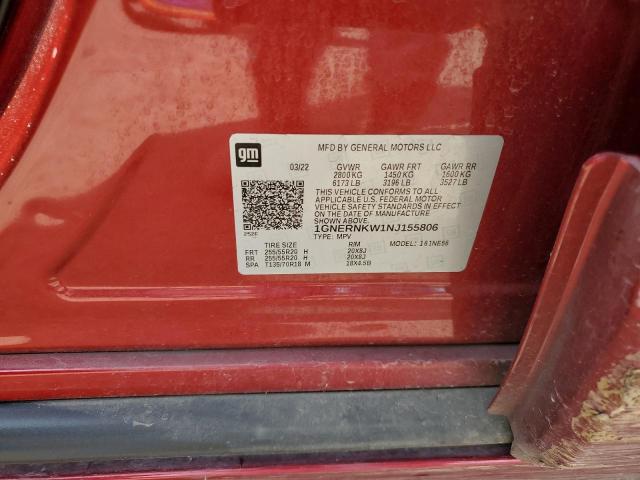 gm
MFD BY GENERAL MOTORS LLC
03/22 GVWR GAWR FRT GAWR RR
2800 KG 1450 KG 1600 KG
6173 LB 3196 LB 3527 LB
THIS VEHICLE CONFORMS TO ALL
APPLICABLE U.S. FEDERAL MOTOR
VEHICLE SAFETY STANDARDS IN EFFECT
ON THE DATE OF MANUFACTURE
SHOWN ABOVE.
1GNERNKW1NJ155806
TYPE: MPV
TIRE SIZE RIM MODEL:
FRT 255/55R20 H 20X8J
RR 255/55R20 H 20X8J
SPA T135/70R18 M 18X4.5B